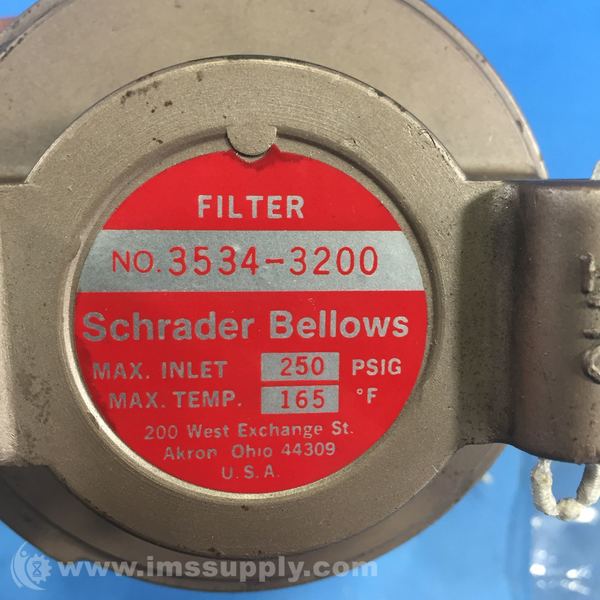 FILTER
NO. 3534-3200
Schrader Bellows
MAX. INLET 250 PSIG
MAX. TEMP. 165 °F
200 West Exchange St.
Akron Ohio 44309
U.S.A.
www.imssupply.com